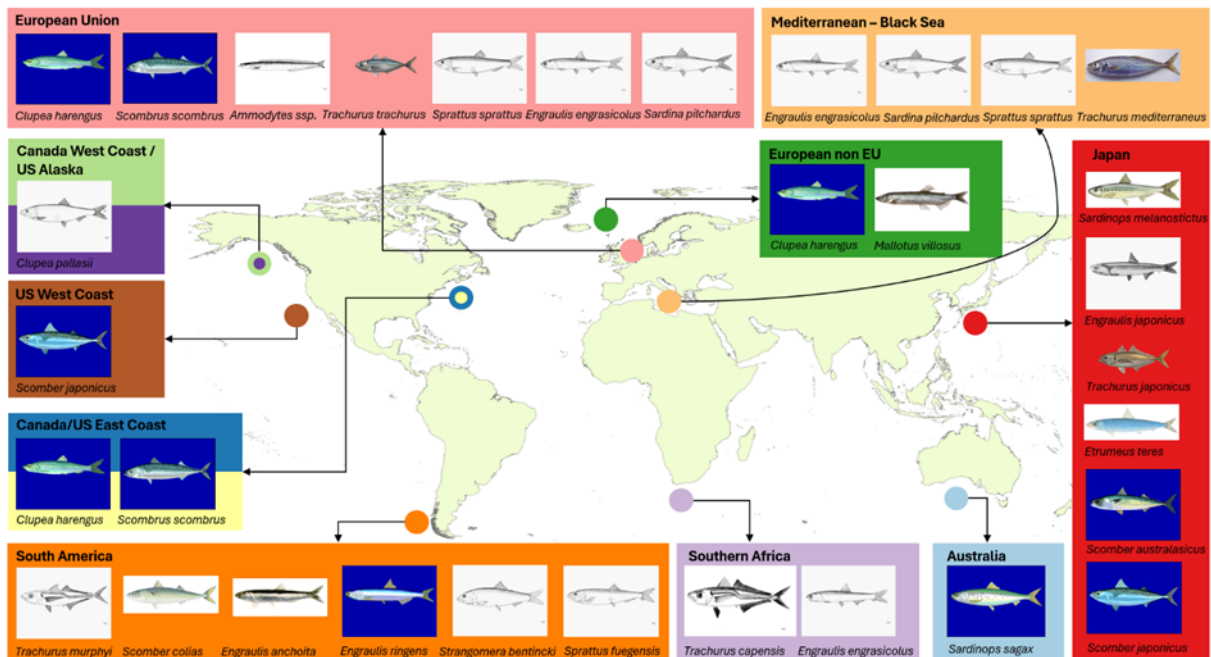 European Union
Clupea harengus Scombrus scombrus Ammodytes ssp. Trachurus trachurus Sprattus sprattus Engraulis engrasicolus Sardina pilchardus
Mediterranean – Black Sea
Engraulis engrasicolus Sardina pilchardus Sprattus sprattus Trachurus mediterraneus
Canada West Coast /
US Alaska
Clupea pallasii
European non EU
Clupea harengus Mallotus villosus
Japan
Sardinops melanostictus
Engraulis japonicus
Trachurus japonicus
Etrumeus teres
Scomber australasicus
Scomber japonicus
US West Coast
Scomber japonicus
Canada/US East Coast
Clupea harengus Scombrus scombrus
South America
Trachurus murphyi Scomber colias Engraulis anchoita Engraulis ringens Strangomera bentincki Sprattus fuegensis
Southern Africa
Trachurus capensis Engraulis engrasicolus
Australia
Sardinops sagax